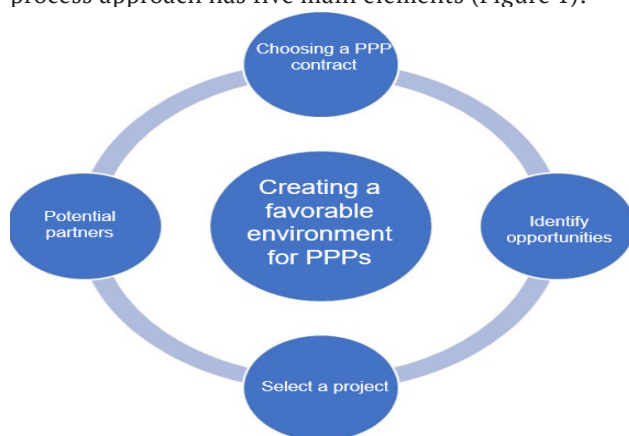 process approach has five main elements (Figure 1).
Choosing a PPP
contract
Creating a
favorable
environment
for PPPs
Potential
partners
Identify
opportunities
Select a project